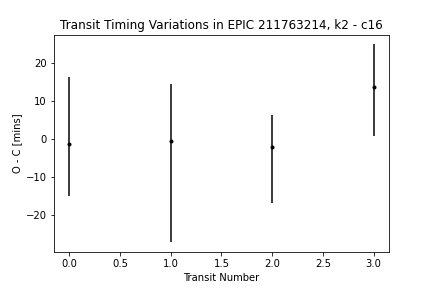 Transit Timing Variations in EPIC 211763214, k2 - c16
O - C [mins]
20
10
0
−10
−20
0.0 0.5 1.0 1.5 2.0 2.5 3.0
Transit Number